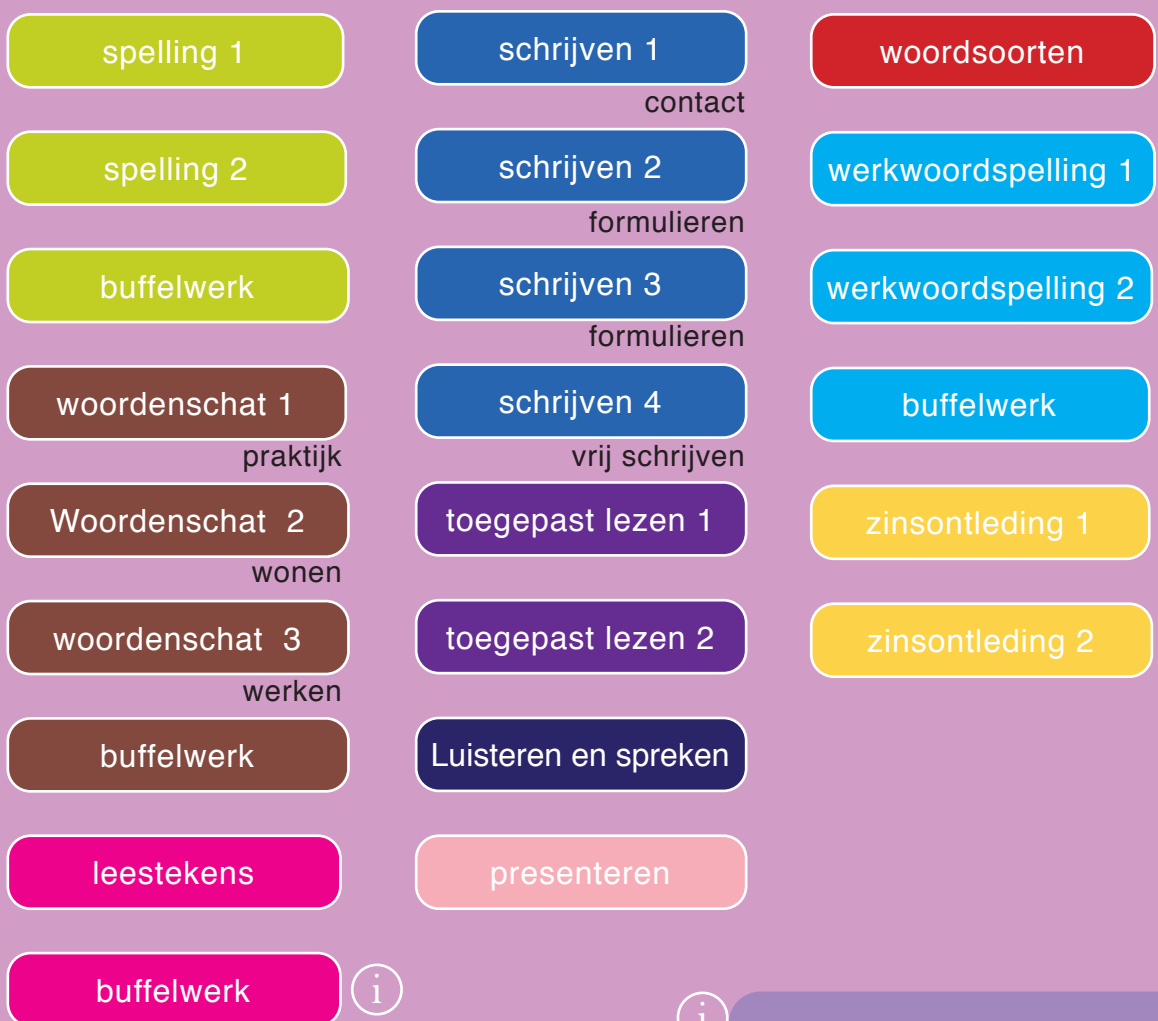 spelling 1
spelling 2
buffelwerk
woordenschat 1
praktijk
Woordenschat 2
wonen
woordenschat 3
werken
buffelwerk
leestekens
buffelwerk
i
schrijven 1
contact
schrijven 2
formulieren
schrijven 3
formulieren
schrijven 4
vrij schrijven
toegepast lezen 1
toegepast lezen 2
Luisteren en spreken
presenteren
i
woordsoorten
werkwoordspelling 1
werkwoordspelling 2
buffelwerk
zinsontleding 1
zinsontleding 2